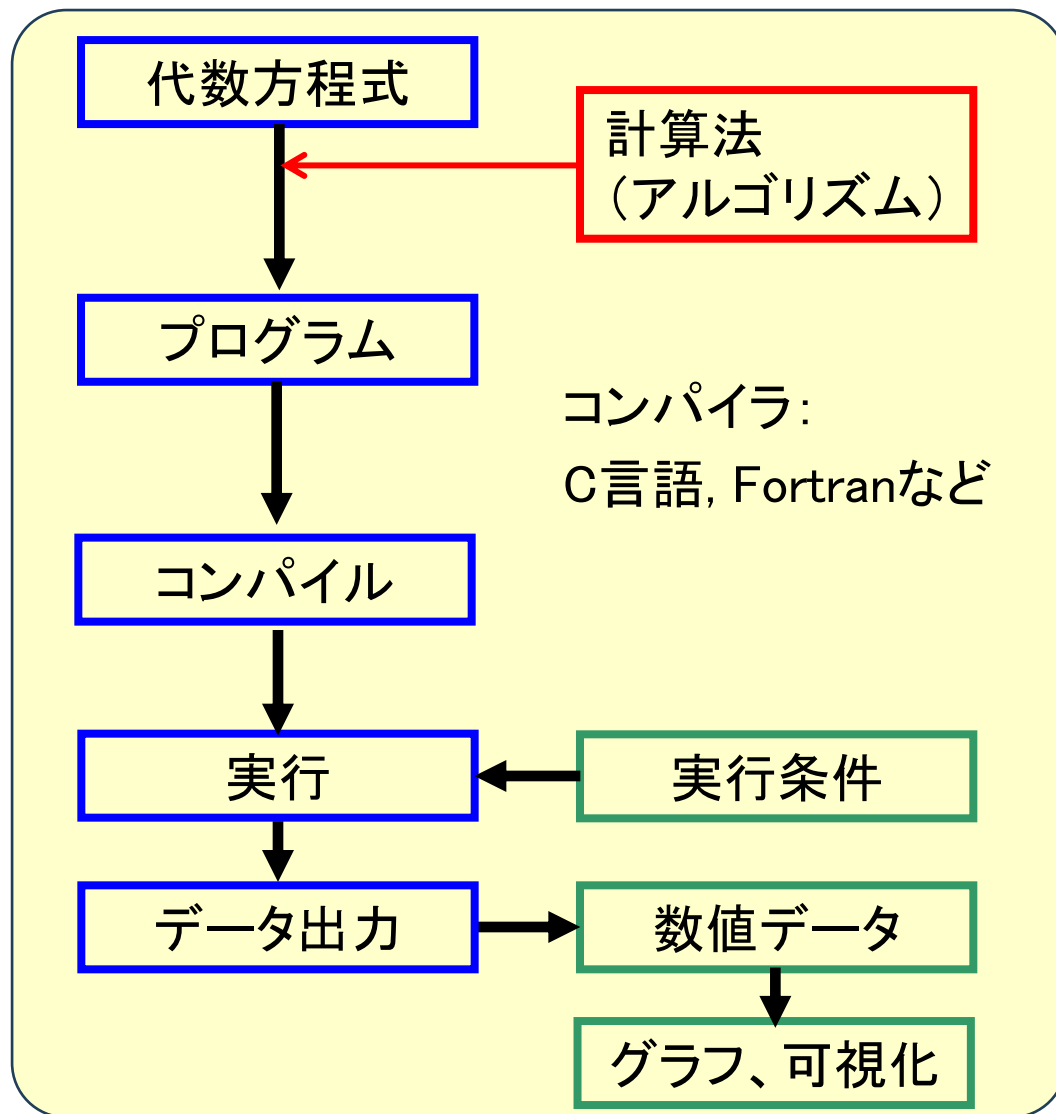 代数方程式
計算法
（アルゴリズム）
プログラム
コンパイラ：
C言語, Fortranなど
コンパイル
実行
実行条件
データ出力
数値データ
グラフ、可視化